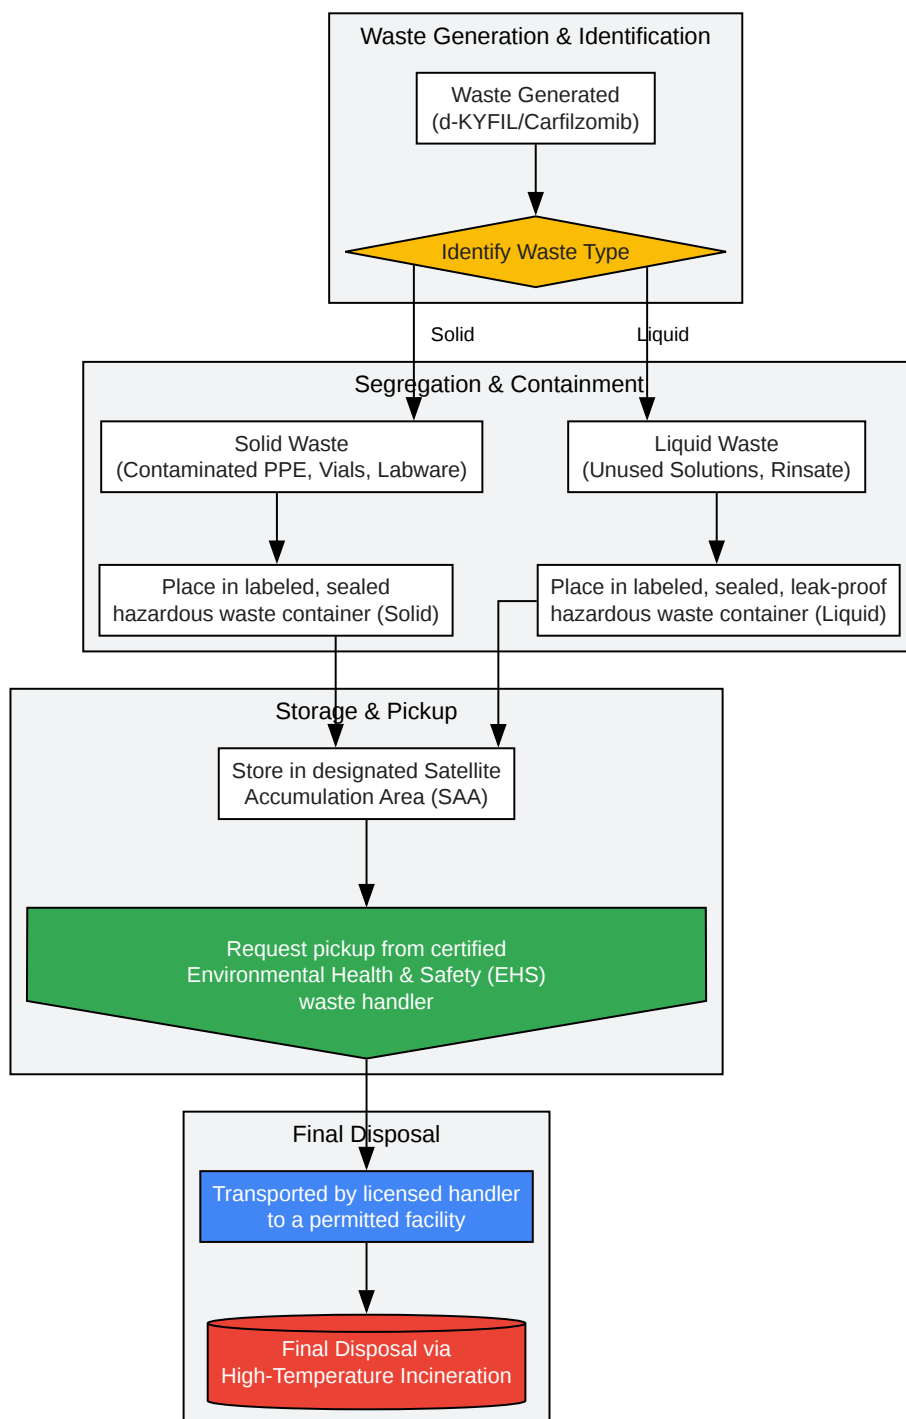 Waste Generation & Identification
Waste Generated
(d-KYFIL/Carfilzomib)
Identify Waste Type
Solid
Liquid
Segregation & Containment
Solid Waste
(Contaminated PPE, Vials, Labware)
Liquid Waste
(Unused Solutions, Rinsate)
Place in labeled, sealed
hazardous waste container (Solid)
Place in labeled, sealed, leak-proof
hazardous waste container (Liquid)
Storage & Pickup
Store in designated Satellite
Accumulation Area (SAA)
Request pickup from certified
Environmental Health & Safety (EHS)
waste handler
Final Disposal
Transported by licensed handler
to a permitted facility
Final Disposal via
High-Temperature Incineration